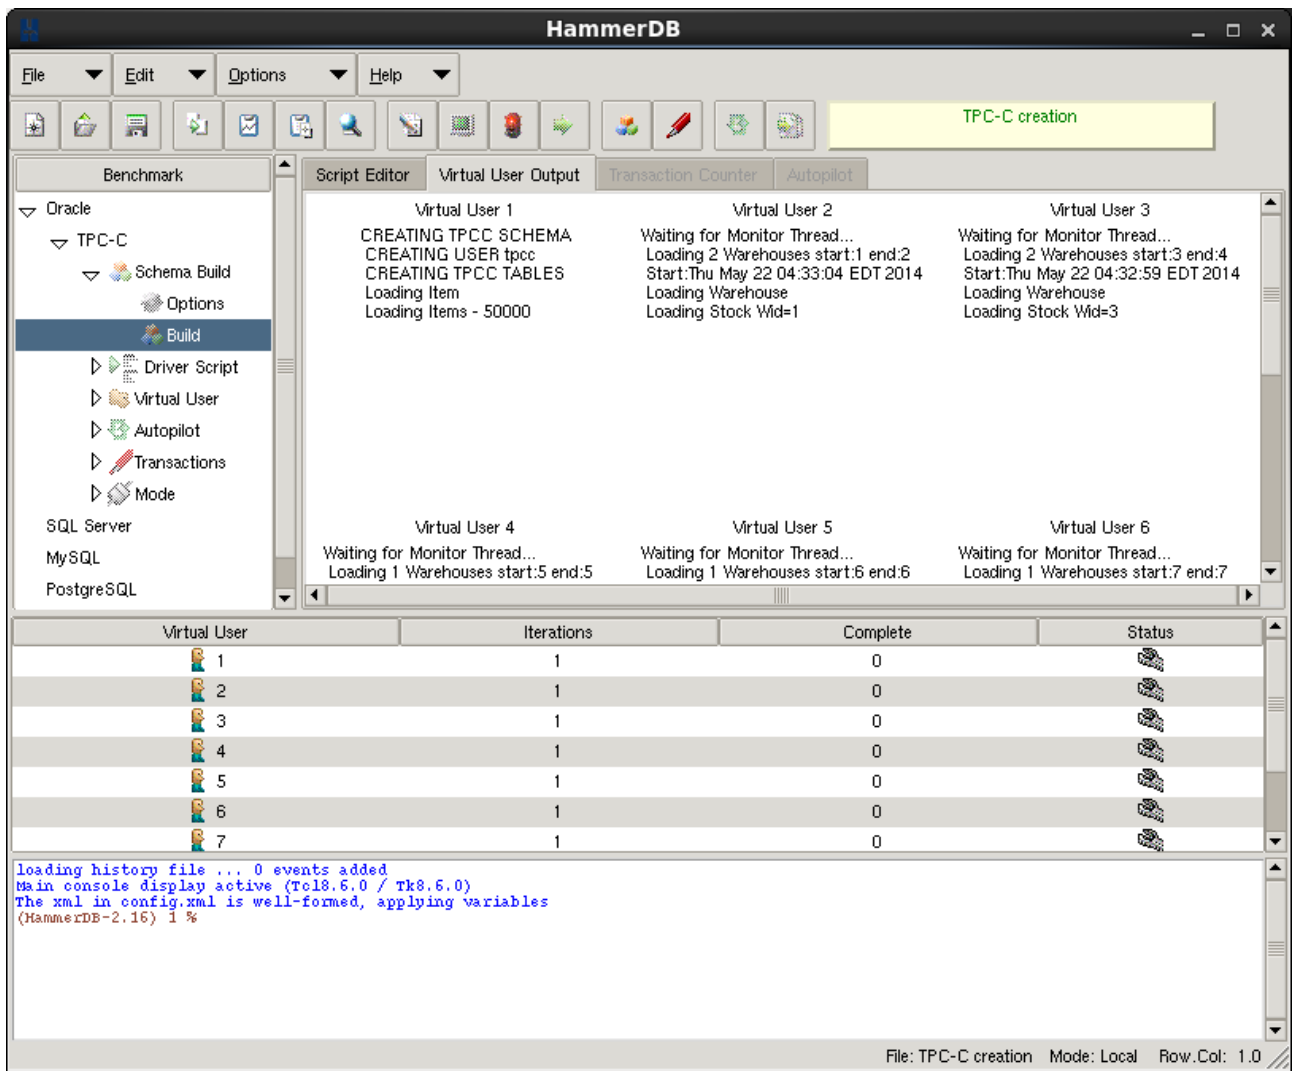 HammerDB
File Edit Options Help
TPC-C creation
Benchmark
Oracle
TPC-C
Schema Build
Options
Build
Driver Script
Virtual User
Autopilot
Transactions
Mode
SQL Server
MySQL
PostgreSQL
Script Editor Virtual User Output Transaction Counter Autopilot
Virtual User 1
CREATING TPCC SCHEMA
CREATING USER tpcc
CREATING TPCC TABLES
Loading Item
Loading Items - 50000
Virtual User 2
Waiting for Monitor Thread...
Loading 2 Warehouses start:1 end:2
Start:Thu May 22 04:33:04 EDT 2014
Loading Warehouse
Loading Stock Wid=1
Virtual User 3
Waiting for Monitor Thread...
Loading 2 Warehouses start:3 end:4
Start:Thu May 22 04:32:59 EDT 2014
Loading Warehouse
Loading Stock Wid=3
Virtual User 4
Waiting for Monitor Thread...
Loading 1 Warehouses start:5 end:5
Virtual User 5
Waiting for Monitor Thread...
Loading 1 Warehouses start:6 end:6
Virtual User 6
Waiting for Monitor Thread...
Loading 1 Warehouses start:7 end:7
Virtual User Iterations Complete Status
1 1 0
2 1 0
3 1 0
4 1 0
5 1 0
6 1 0
7 1 0
loading history file ... 0 events added
Main console display active (Tcl8.6.0 / Tk8.6.0)
The xml in config.xml is well-formed, applying variables
(HammerDB-2.16) 1 %
File: TPC-C creation Mode: Local Row.Col: 1.0